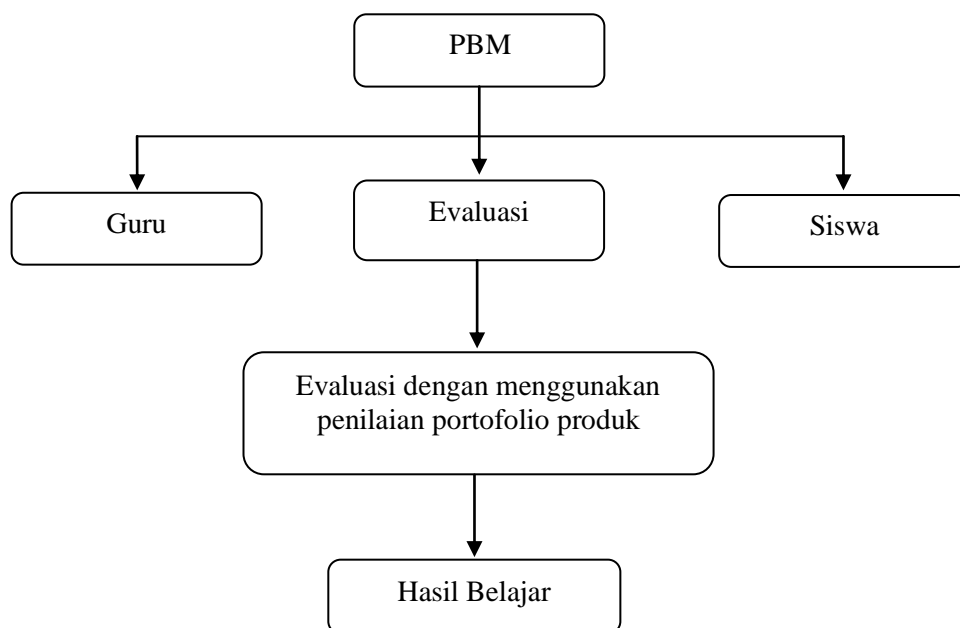 PBM
Guru
Evaluasi
Siswa
Evaluasi dengan menggunakan
penilaian portofolio produk
Hasil Belajar